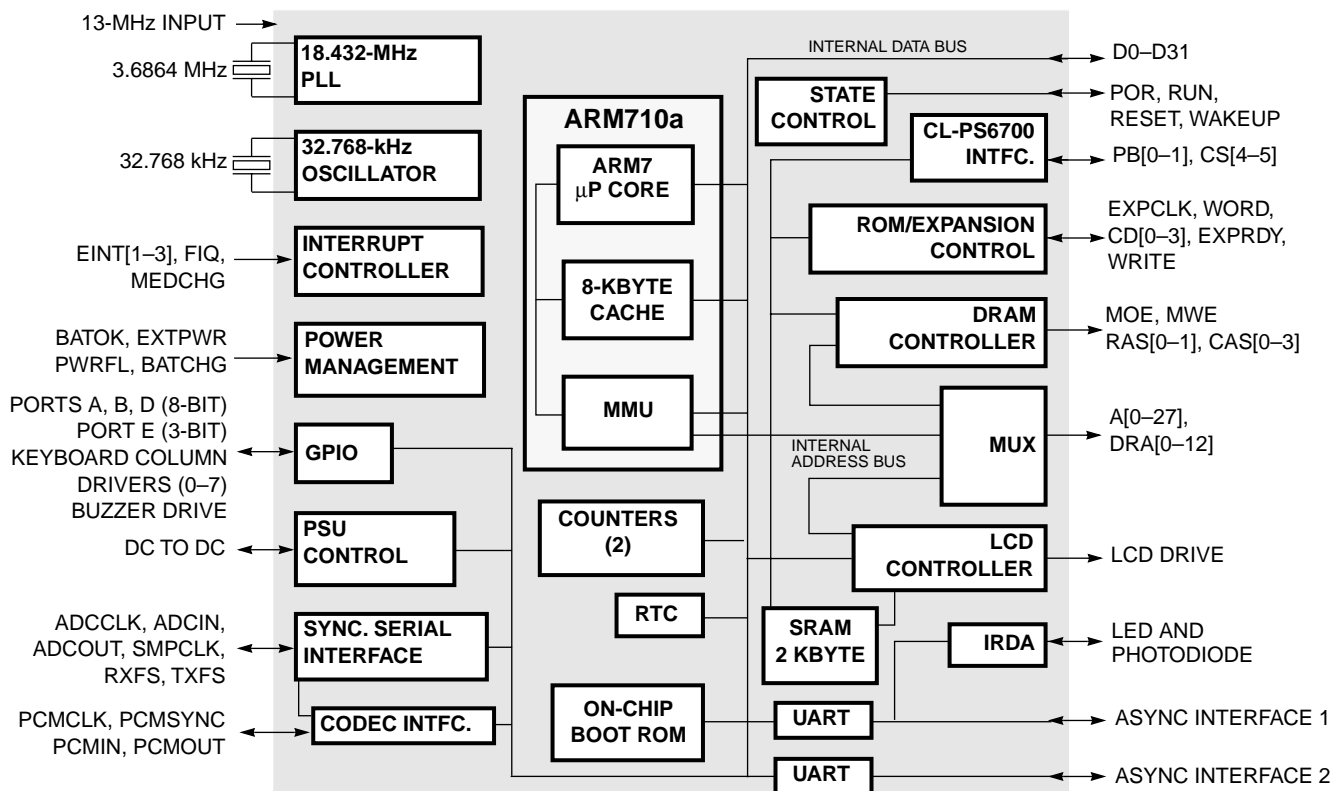 13-MHz INPUT
3.6864 MHz
18.432-MHz
PLL
32.768 kHz
32.768-kHz
OSCILLATOR
EINT[1–3], FIQ,
MEDCHG
INTERRUPT
CONTROLLER
BATOK, EXTPWR
PWRFL, BATCHG
POWER
MANAGEMENT
PORTS A, B, D (8-BIT)
PORT E (3-BIT)
KEYBOARD COLUMN
DRIVERS (0–7)
BUZZER DRIVE
GPIO
DC TO DC
PSU
CONTROL
ADCCLK, ADCIN,
ADCOUT, SMPCLK,
RXFS, TXFS
SYNC. SERIAL
INTERFACE
PCMCLK, PCMSYNC
PCMIN, PCMOUT
CODEC INTFC.
ARM710a
ARM7
μP CORE
8-KBYTE
CACHE
MMU
COUNTERS
(2)
RTC
ON-CHIP
BOOT ROM
INTERNAL DATA BUS
STATE
CONTROL
CL-PS6700
INTFC.
ROM/EXPANSION
CONTROL
DRAM
CONTROLLER
MUX
INTERNAL
ADDRESS BUS
LCD
CONTROLLER
SRAM
2 KBYTE
IRDA
UART
UART
D0–D31
POR, RUN,
RESET, WAKEUP
PB[0–1], CS[4–5]
EXPCLK, WORD,
CD[0–3], EXPRDY,
WRITE
MOE, MWE
RAS[0–1], CAS[0–3]
A[0–27],
DRA[0–12]
LCD DRIVE
LED AND
PHOTODIODE
ASYNC INTERFACE 1
ASYNC INTERFACE 2